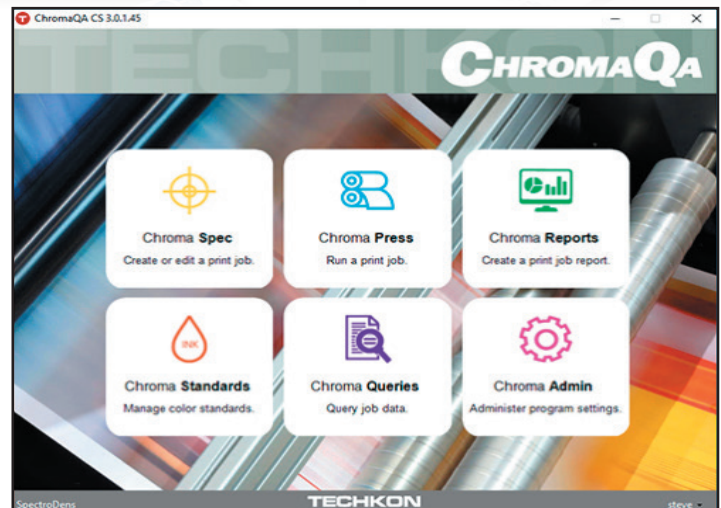 ChromaQA CS 3.0.1.45
TECHKON
CHROMAQA
Chroma Spec
Create or edit a print job.
Chroma Press
Run a print job.
Chroma Reports
Create a print job report.
INK
Chroma Standards
Manage color standards.
Chroma Queries
Query job data.
Chroma Admin
Administer program settings.
SpectroDens
TECHKON
steve